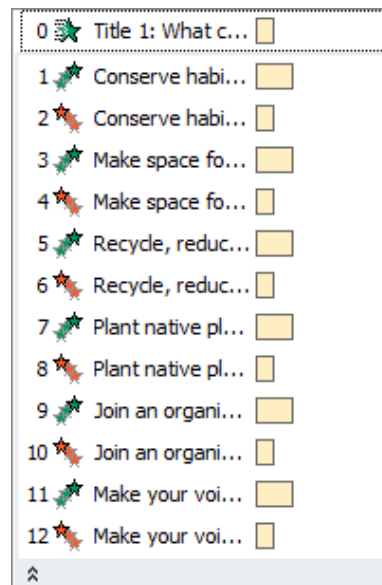 0 Title 1: What c...
1 Conserve habi...
2 Conserve habi...
3 Make space fo...
4 Make space fo...
5 Recycle, reduc...
6 Recycle, reduc...
7 Plant native pl...
8 Plant native pl...
9 Join an organi...
10 Join an organi...
11 Make your voi...
12 Make your voi...